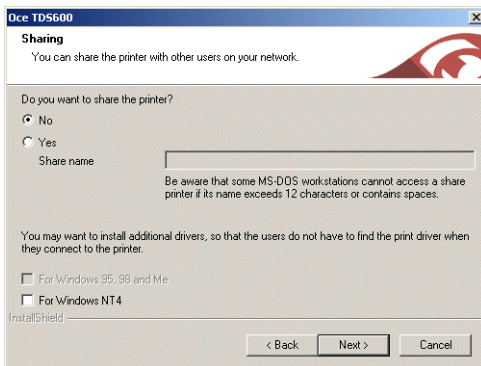 Oce TDS600
Sharing
You can share the printer with other users on your network.
Do you want to share the printer?
No
Yes
Share name
Be aware that some MS-DOS workstations cannot access a share
printer if its name exceeds 12 characters or contains spaces.
You may want to install additional drivers, so that the users do not have to find the print driver when
they connect to the printer.
For Windows 95, 98 and Me
For Windows NT4
InstallShield
< Back Next > Cancel